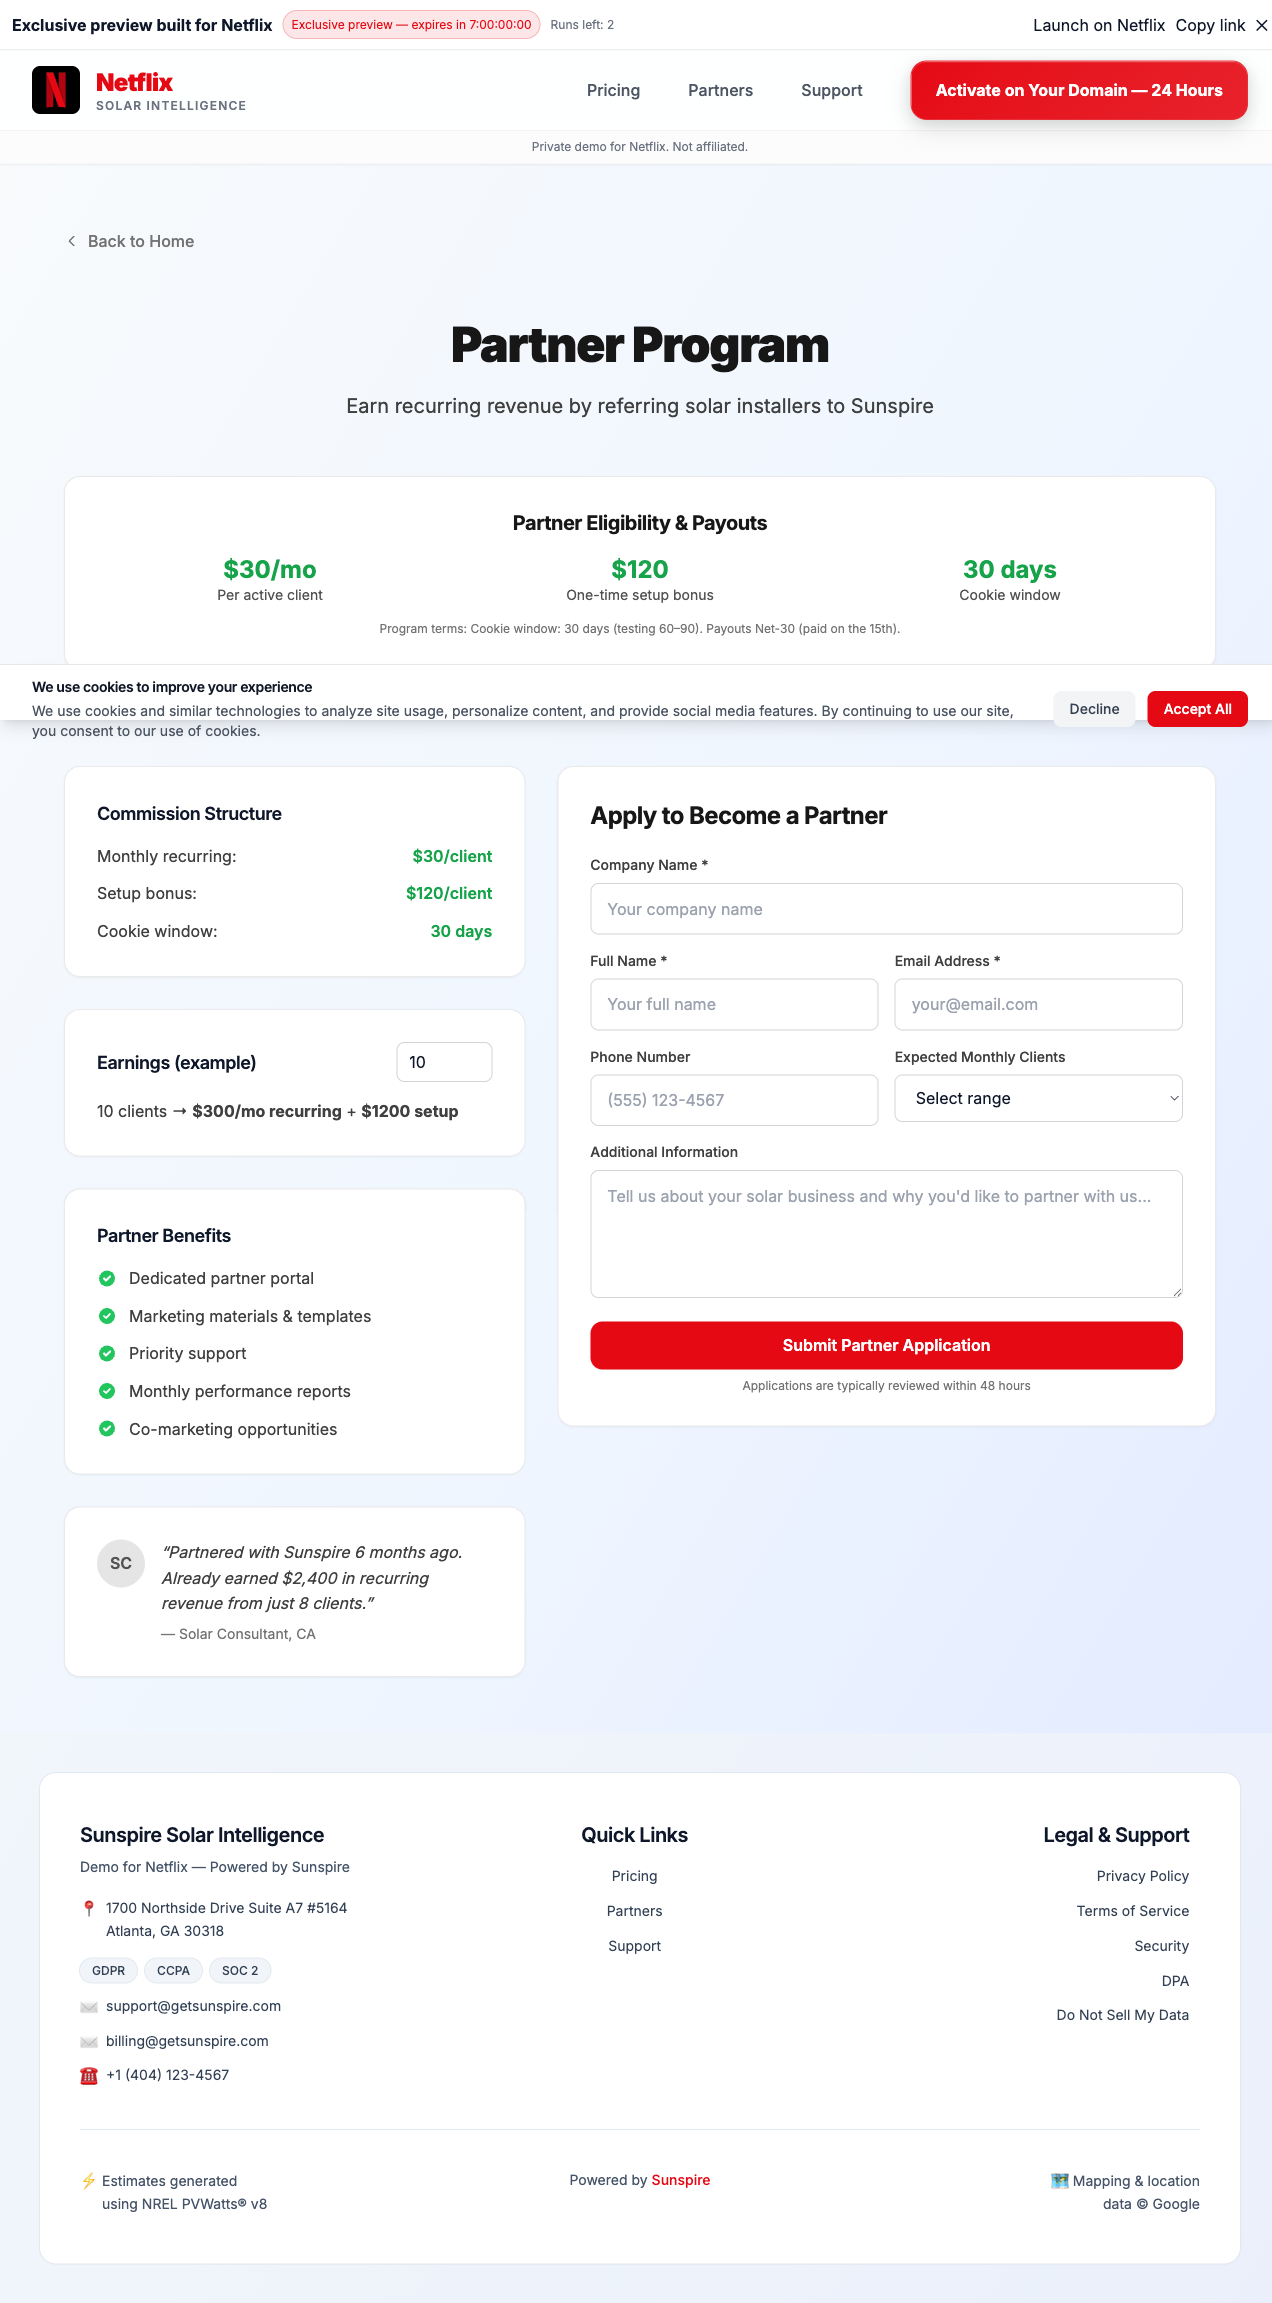 Exclusive preview built for Netflix
Exclusive preview — expires in 7:00:00:00
Runs left: 2
Launch on Netflix
Copy link
Netflix
SOLAR INTELLIGENCE
Pricing
Partners
Support
Activate on Your Domain — 24 Hours
Private demo for Netflix. Not affiliated.
Back to Home
Partner Program
Earn recurring revenue by referring solar installers to Sunspire
Partner Eligibility & Payouts
$30/mo
Per active client
$120
One-time setup bonus
30 days
Cookie window
Program terms: Cookie window: 30 days (testing 60–90). Payouts Net-30 (paid on the 15th).
We use cookies to improve your experience
We use cookies and similar technologies to analyze site usage, personalize content, and provide social media features. By continuing to use our site,
you consent to our use of cookies.
Decline
Accept All
Commission Structure
Monthly recurring: $30/client
Setup bonus: $120/client
Cookie window: 30 days
Earnings (example)
10
10 clients → $300/mo recurring + $1200 setup
Partner Benefits
Dedicated partner portal
Marketing materials & templates
Priority support
Monthly performance reports
Co-marketing opportunities
SC
“Partnered with Sunspire 6 months ago.
Already earned $2,400 in recurring
revenue from just 8 clients.”
— Solar Consultant, CA
Apply to Become a Partner
Company Name *
Your company name
Full Name *
Your full name
Email Address *
your@email.com
Phone Number
(555) 123-4567
Expected Monthly Clients
Select range
Additional Information
Tell us about your solar business and why you'd like to partner with us...
Submit Partner Application
Applications are typically reviewed within 48 hours
Sunspire Solar Intelligence
Demo for Netflix — Powered by Sunspire
1700 Northside Drive Suite A7 #5164
Atlanta, GA 30318
GDPR
CCPA
SOC 2
support@getsunspire.com
billing@getsunspire.com
+1 (404) 123-4567
Quick Links
Pricing
Partners
Support
Legal & Support
Privacy Policy
Terms of Service
Security
DPA
Do Not Sell My Data
Estimates generated
using NREL PVWatts® v8
Powered by Sunspire
Mapping & location
data © Google